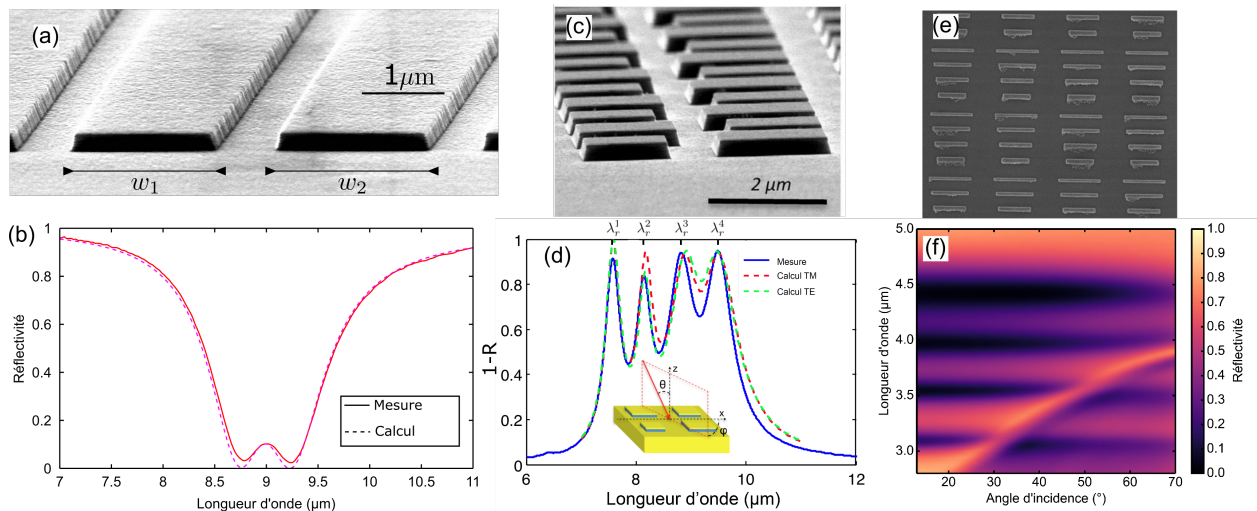 (a)
1μm
w₁
w₂
(c)
2 μm
(e)
(b)
Réflectivité
1
0.8
0.6
0.4
0.2
0
Mesure
Calcul
7
7.5
8
8.5
9
9.5
10
10.5
11
Longueur d'onde (μm)
(d)
λᵣ¹
λᵣ²
λᵣ³
λᵣ⁴
1-R
1
0.8
0.6
0.4
0.2
0
Mesure
Calcul TM
Calcul TE
z
θ
x
φ
6
8
10
12
Longueur d'onde (μm)
(f)
Longueur d'onde (μm)
5.0
4.5
4.0
3.5
3.0
20
30
40
50
60
70
Angle d'incidence (°)
1.0
0.9
0.8
0.7
0.6
0.5
0.4
0.3
0.2
0.1
0.0
Réflectivité